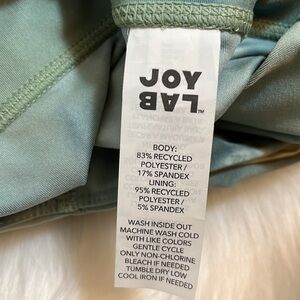 JOY
LAB™
BODY:
83% RECYCLED
POLYESTER /
17% SPANDEX
LINING:
95% RECYCLED
POLYESTER /
5% SPANDEX
WASH INSIDE OUT
MACHINE WASH COLD
WITH LIKE COLORS
GENTLE CYCLE
ONLY NON-CHLORINE
BLEACH IF NEEDED
TUMBLE DRY LOW
COOL IRON IF NEEDED